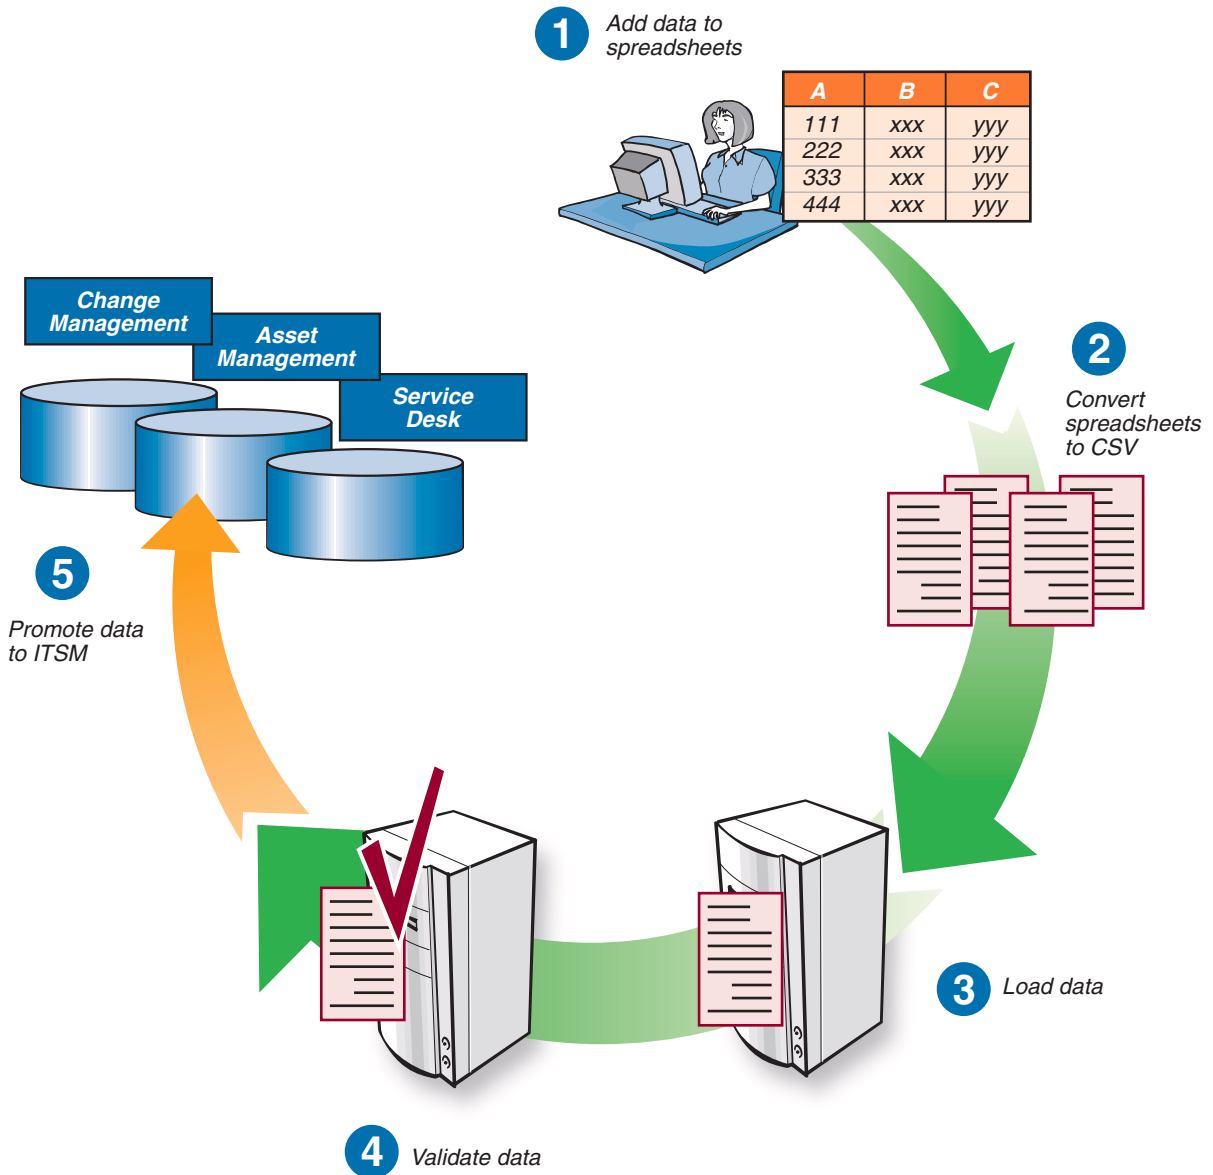 1
Add data to
spreadsheets
A B C
111 xxx yyy
222 xxx yyy
333 xxx yyy
444 xxx yyy
2
Convert
spreadsheets
to CSV
3
Load data
4
Validate data
5
Promote data
to ITSM
Change
Management
Asset
Management
Service
Desk